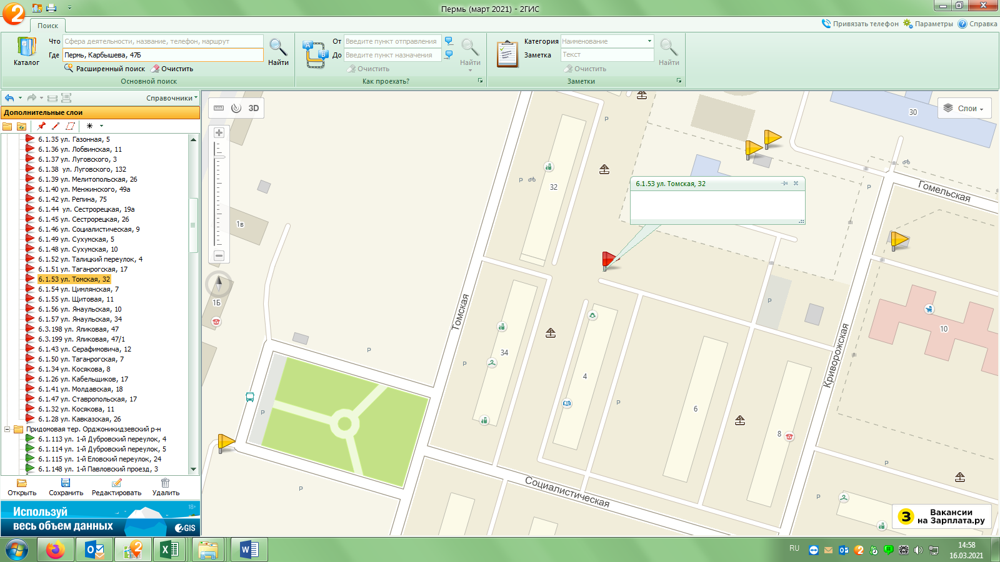 Пермь (март 2021) - 2ГИС
Поиск
Привязать телефон
Параметры
Справка
Каталог
Что
Сфера деятельности, название, телефон, маршрут
Где
Пермь, Карбышева, 47Б
Расширенный поиск
Очистить
Найти
Основной поиск
От
Введите пункт отправления
До
Введите пункт назначения
Очистить
Найти
Как проехать?
Категория
Наименование
Заметка
Текст
Очистить
Найти
Заметки
Справочники
Дополнительные слои
6.1.35 ул. Газонная, 5
6.1.36 ул. Лобвинская, 11
6.1.37 ул. Луговского, 3
6.1.38 ул. Луговского, 132
6.1.39 ул. Мелитопольская, 26
6.1.40 ул. Менжинского, 49а
6.1.42 ул. Репина, 75
6.1.44 ул. Сестрорецкая, 19а
6.1.45 ул. Сестрорецкая, 26
6.1.46 ул. Социалистическая, 9
6.1.49 ул. Сухумская, 5
6.1.48 ул. Сухумская, 10
6.1.52 ул. Талицкий переулок, 4
6.1.51 ул. Таганрогская, 17
6.1.53 ул. Томская, 32
6.1.54 ул. Цимлянская, 7
6.1.55 ул. Щитовая, 11
6.1.56 ул. Янаульская, 10
6.1.57 ул. Янаульская, 34
6.3.198 ул. Яликовая, 47
6.3.199 ул. Яликовая, 47/1
6.1.43 ул. Серафимовича, 12
6.1.50 ул. Таганрогская, 7
6.1.34 ул. Косякова, 8
6.1.26 ул. Кабельщиков, 17
6.1.41 ул. Молдавская, 18
6.1.47 ул. Ставропольская, 17
6.1.32 ул. Косякова, 11
6.1.28 ул. Кавказская, 26
Придомовая тер. Орджоникидзевский р-н
6.1.113 ул. 1-й Дубровский переулок, 4
6.1.114 ул. 1-й Дубровский переулок, 5
6.1.115 ул. 1-й Еловский переулок, 24
6.1.148 ул. 1-й Павловский проезд, 3
Открыть
Сохранить
Редактировать
Удалить
Используй
весь объем данных
18+
2GIS
3D
Слои
30
P
32
P
6.1.53 ул. Томская, 32
P
Гомельская
1в
1Б
Томская
P
10
Криворожская
P
34
P
4
P
6
8
P
P
P
Социалистическая
P
P
З
Вакансии
на Зарплата.ру
RU
14:58
16.03.2021